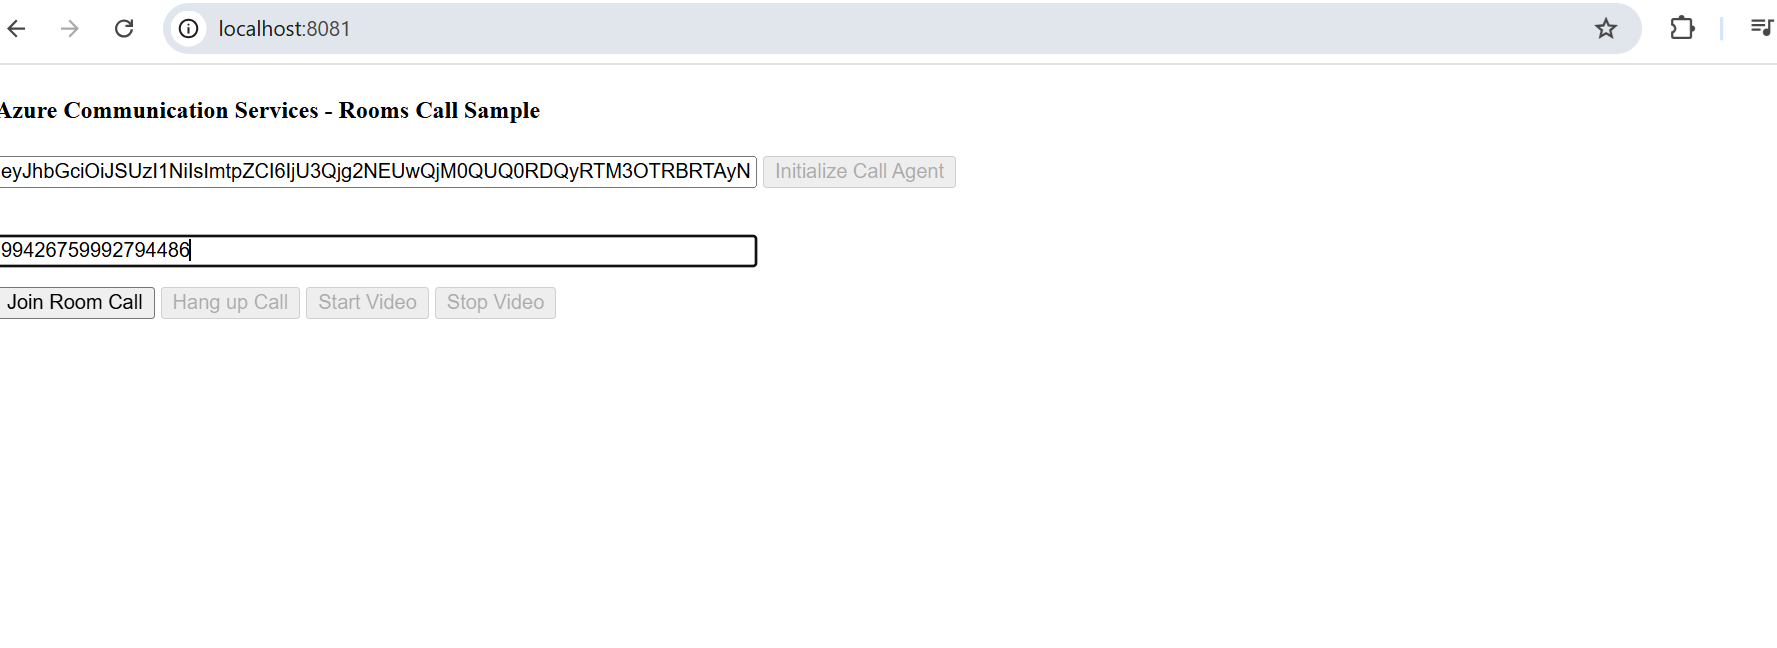 localhost:8081
Azure Communication Services - Rooms Call Sample
eyJhbGciOiJSUzI1NiIsImtpZCI6IjU3Qjg2NEUwQjM0QUQ0RDQyRTM3OTRBRTAyN Initialize Call Agent
99426759992794486
Join Room Call Hang up Call Start Video Stop Video